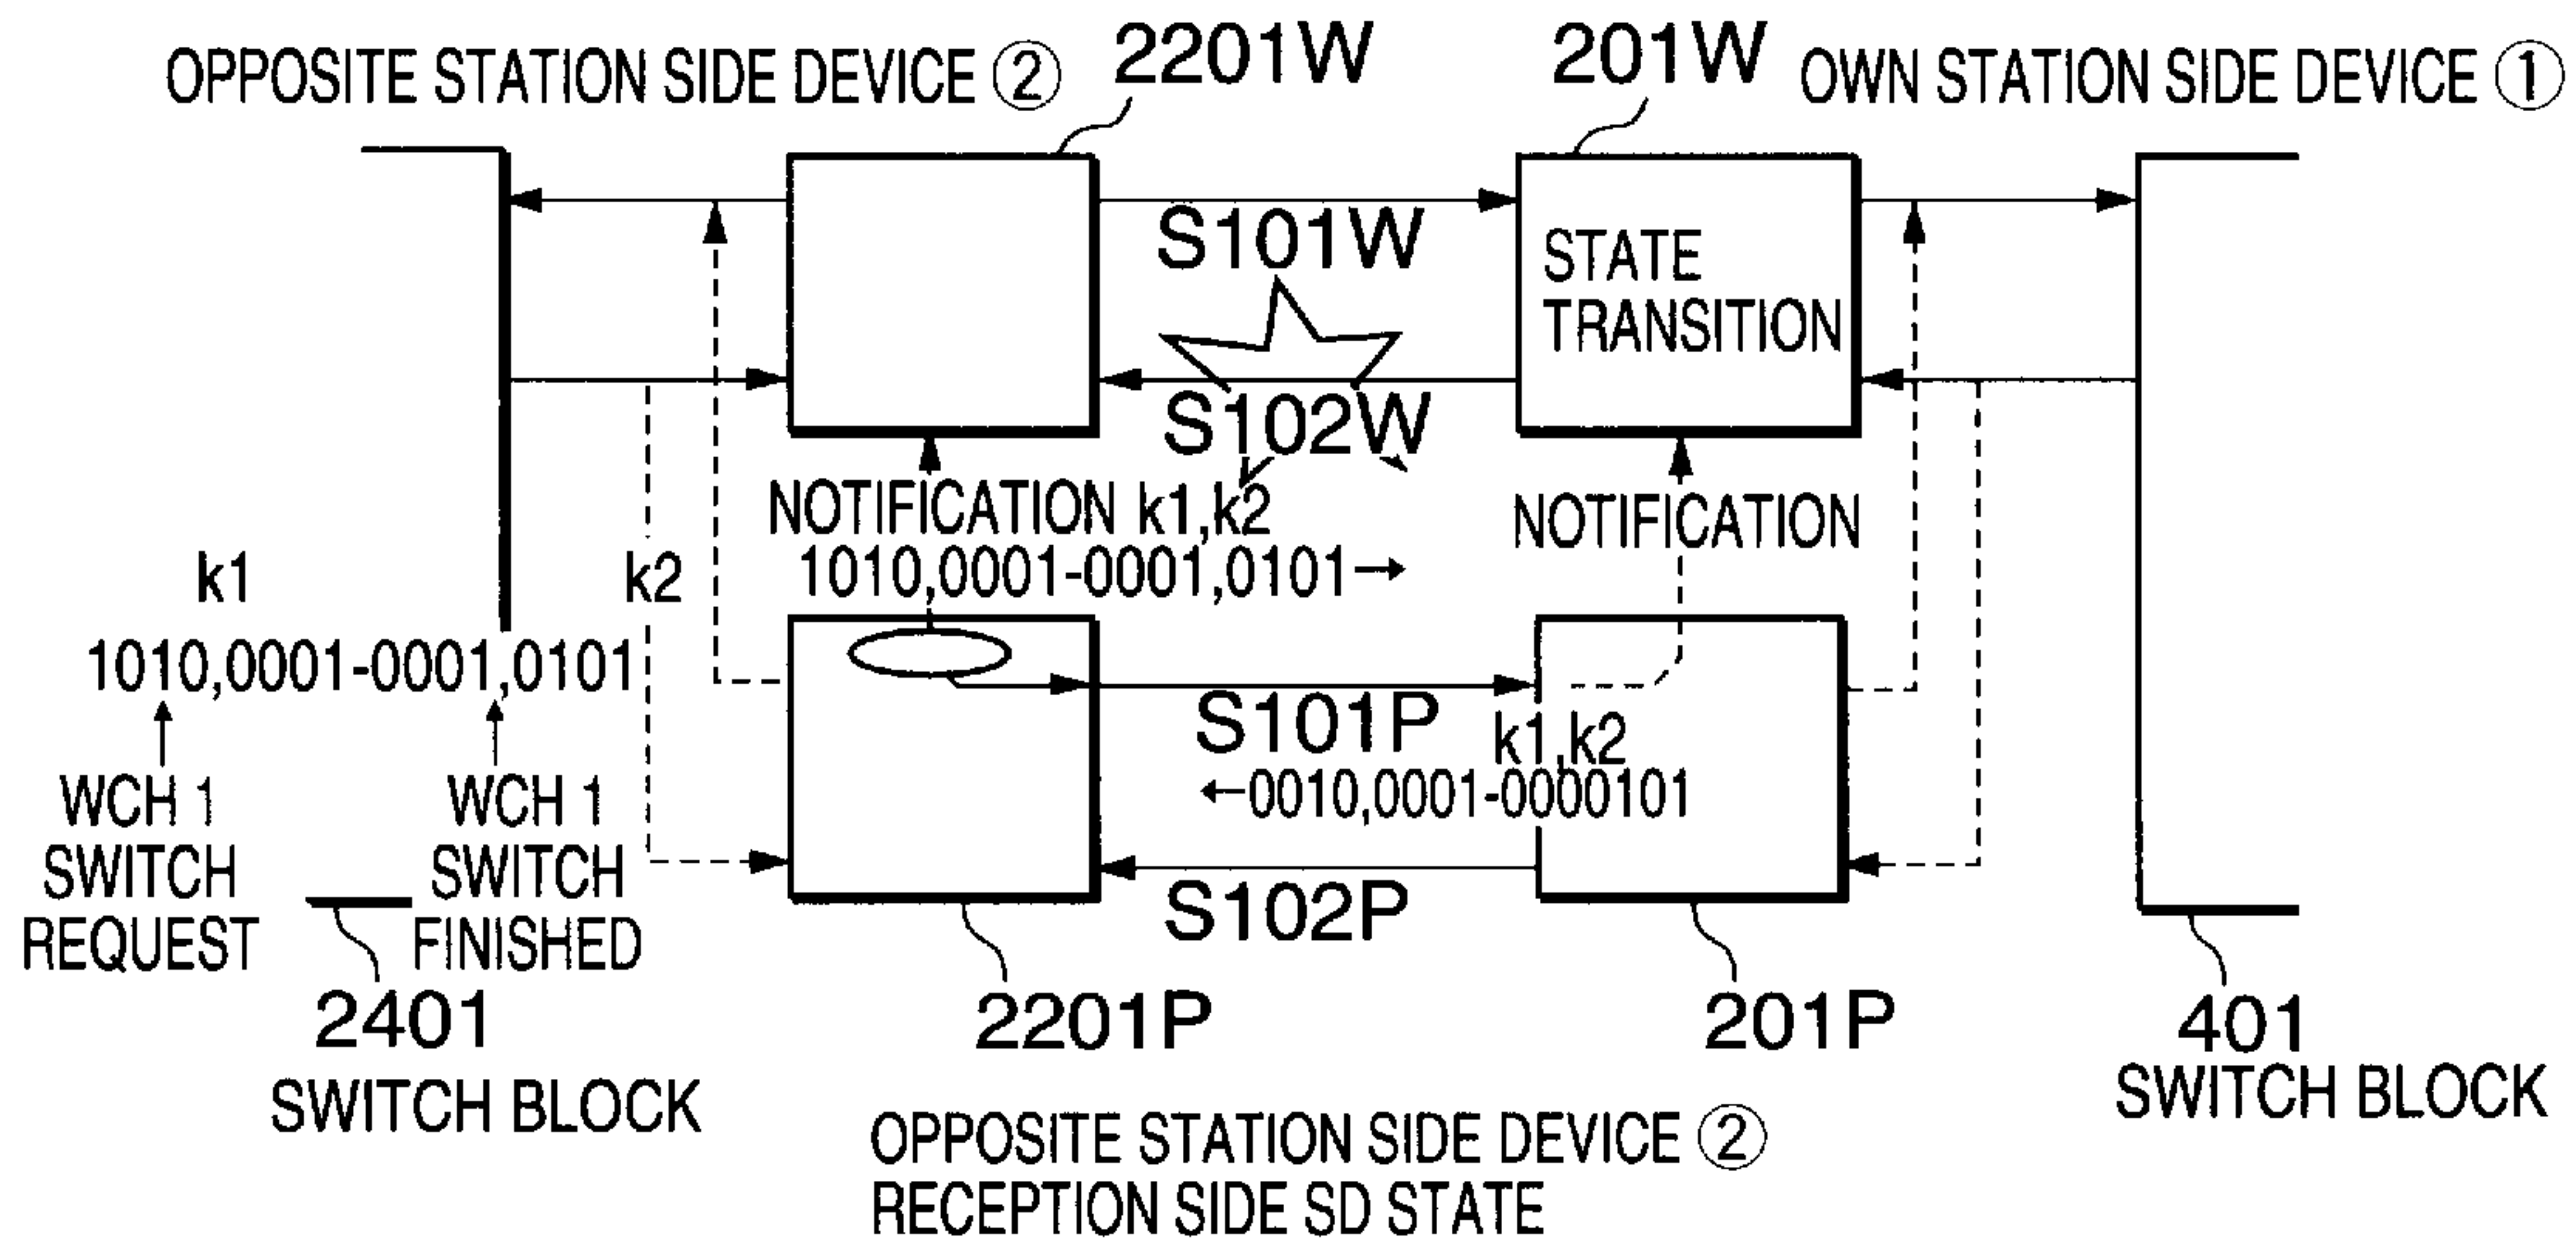 OPPOSITE STATION SIDE DEVICE ②
2201W
201W
OWN STATION SIDE DEVICE ①
S101W
STATE
TRANSITION
S102W
NOTIFICATION k1,k2
1010,0001-0001,0101→
NOTIFICATION
k1
k2
1010,0001-0001,0101
WCH 1
SWITCH
REQUEST
WCH 1
SWITCH
FINISHED
S101P
k1,k2
←0010,0001-0000101
S102P
2401
SWITCH BLOCK
2201P
201P
401
SWITCH BLOCK
OPPOSITE STATION SIDE DEVICE ②
RECEPTION SIDE SD STATE